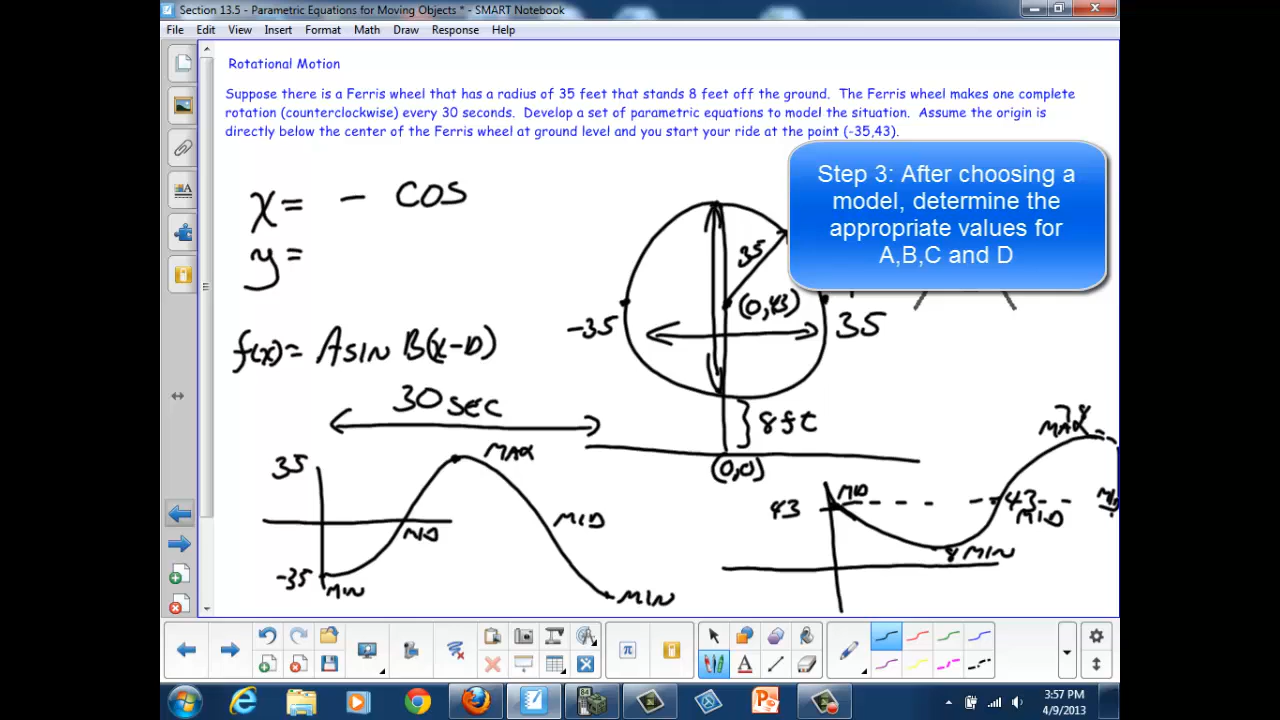 Section 13.5 - Parametric Equations for Moving Objects * - SMART Notebook
File Edit View Insert Format Math Draw Response Help
Rotational Motion
Suppose there is a Ferris wheel that has a radius of 35 feet that stands 8 feet off the ground. The Ferris wheel makes one complete
rotation (counterclockwise) every 30 seconds. Develop a set of parametric equations to model the situation. Assume the origin is
directly below the center of the Ferris wheel at ground level and you start your ride at the point (-35,43).
Step 3: After choosing a
model, determine the
appropriate values for
A,B,C and D
x= - cos
y=
35
(0,43)
-35
35
f(x)= A sin B(x-D)
30 sec
8ft
(0,0)
35
MAX
MID
MID
-35
MIN
MIN
78
MAX
43
MID
43
MID
8 MIN
3:57 PM
4/9/2013